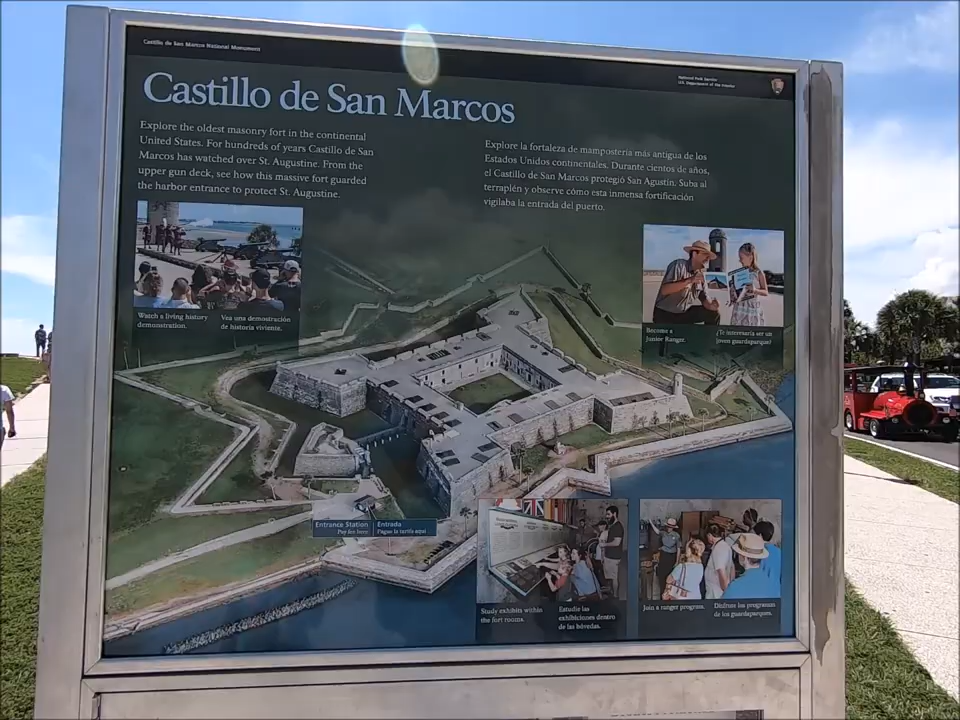 Castillo de San Marcos National Monument
National Park Service
U.S. Department of the Interior
Castillo de San Marcos
Explore the oldest masonry fort in the continental
United States. For hundreds of years Castillo de San
Marcos has watched over St. Augustine. From the
upper gun deck, see how this massive fort guarded
the harbor entrance to protect St. Augustine.
Explore la fortaleza de mampostería más antigua de los
Estados Unidos continentales. Durante cientos de años,
el Castillo de San Marcos protegió San Agustín. Suba al
terraplén y observe cómo esta inmensa fortificación
vigilaba la entrada del puerto.
Watch a living history
demonstration.
Vea una demostración
de historia viviente.
Become a
Junior Ranger.
¿Te interesaría ser un
joven guardaparque?
Entrance Station
Pay fee here
Entrada
Pague la tarifa aquí
Study exhibits within
the fort rooms.
Estudie las
exhibiciones dentro
de las bóvedas.
Join a ranger program.
Disfrute los programas
de los guardaparques.